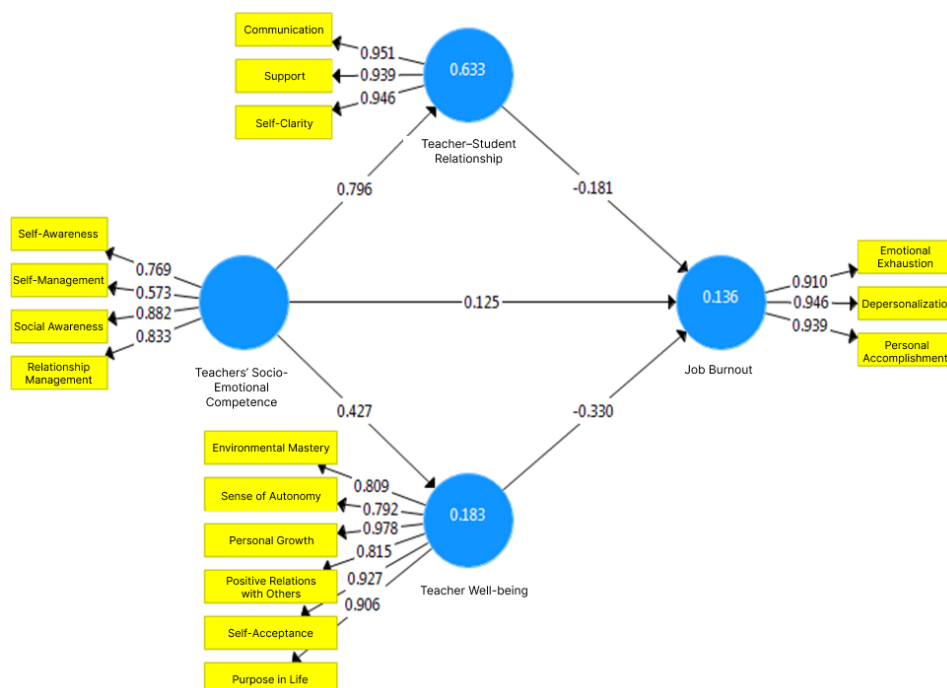 Communication
0.951
Support
0.939
Self-Clarity
0.946
0.633
Teacher–Student
Relationship
0.796
-0.181
Self-Awareness
0.769
Self-Management
0.573
Social Awareness
0.882
Relationship
Management
0.833
Teachers' Socio-
Emotional
Competence
0.125
Emotional
Exhaustion
0.910
Depersonalizatio
0.946
Personal
Accomplishment
0.939
0.136
Job Burnout
0.427
-0.330
Environmental Mastery
0.809
Sense of Autonomy
0.792
Personal Growth
0.978
Positive Relations
with Others
0.815
Self-Acceptance
0.927
Purpose in Life
0.906
0.183
Teacher Well-being